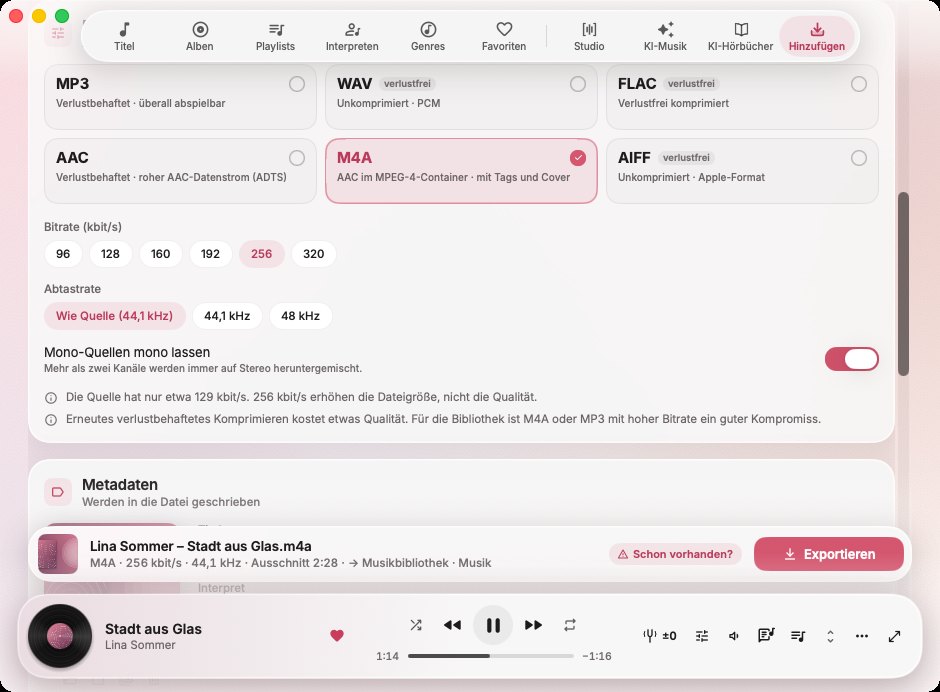 Titel
Alben
Playlists
Interpreten
Genres
Favoriten
Studio
KI-Musik
KI-Hörbücher
Hinzufügen
MP3
Verlustbehaftet · überall abspielbar
WAV verlustfrei
Unkomprimiert · PCM
FLAC verlustfrei
Verlustfrei komprimiert
AAC
Verlustbehaftet · roher AAC-Datenstrom (ADTS)
M4A
AAC im MPEG-4-Container · mit Tags und Cover
AIFF verlustfrei
Unkomprimiert · Apple-Format
Bitrate (kbit/s)
96 128 160 192 256 320
Abtastrate
Wie Quelle (44,1 kHz) 44,1 kHz 48 kHz
Mono-Quellen mono lassen
Mehr als zwei Kanäle werden immer auf Stereo heruntergemischt.
Die Quelle hat nur etwa 129 kbit/s. 256 kbit/s erhöhen die Dateigröße, nicht die Qualität.
Erneutes verlustbehaftetes Komprimieren kostet etwas Qualität. Für die Bibliothek ist M4A oder MP3 mit hoher Bitrate ein guter Kompromiss.
Metadaten
Werden in die Datei geschrieben
Lina Sommer – Stadt aus Glas.m4a
M4A · 256 kbit/s · 44,1 kHz · Ausschnitt 2:28 · → Musikbibliothek · Musik
Schon vorhanden?
Exportieren
Interpret
Stadt aus Glas
Lina Sommer
1:14
−1:16
±0